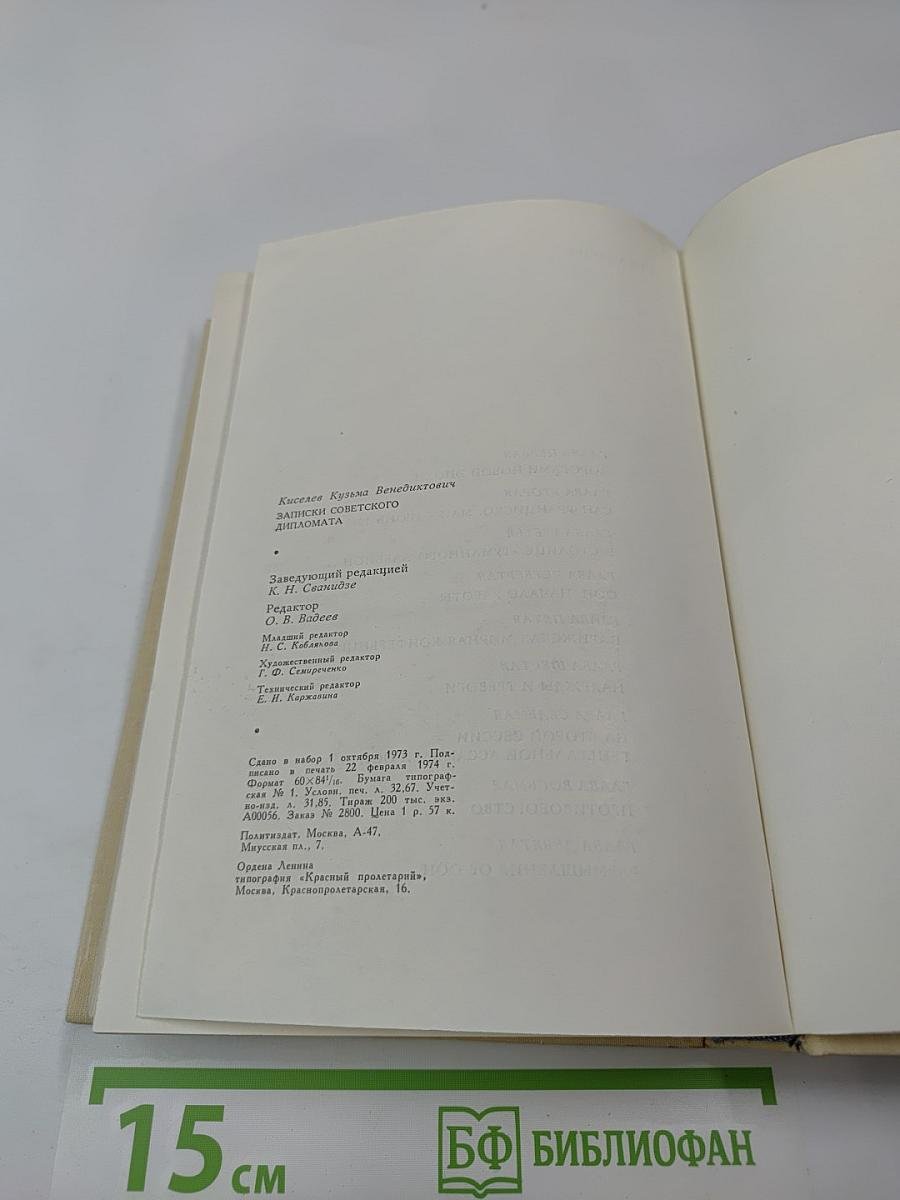 Киселев Кузьма Венедиктович
ЗАПИСКИ СОВЕТСКОГО
ДИПЛОМАТА
•
Заведующий редакцией
К. Н. Сванидзе
Редактор
О. В. Вадеев
Младший редактор
Н. С. Коблякова
Художественный редактор
Г. Ф. Семиреченко
Технический редактор
Е. И. Каржавина
•
Сдано в набор 1 октября 1973 г. Под-
писано в печать 22 февраля 1974 г.
Формат 60×84¹/₁₆. Бумага типограф-
ская № 1. Условн. печ. л. 32,67. Учет-
но-изд. л. 31,85. Тираж 200 тыс. экз.
А00056. Заказ № 2800. Цена 1 р. 57 к.
Политиздат, Москва, А-47,
Миусская пл., 7.
Ордена Ленина
типография «Красный пролетарий»,
Москва, Краснопролетарская, 16.
15 см
БФ БИБЛИОФАН